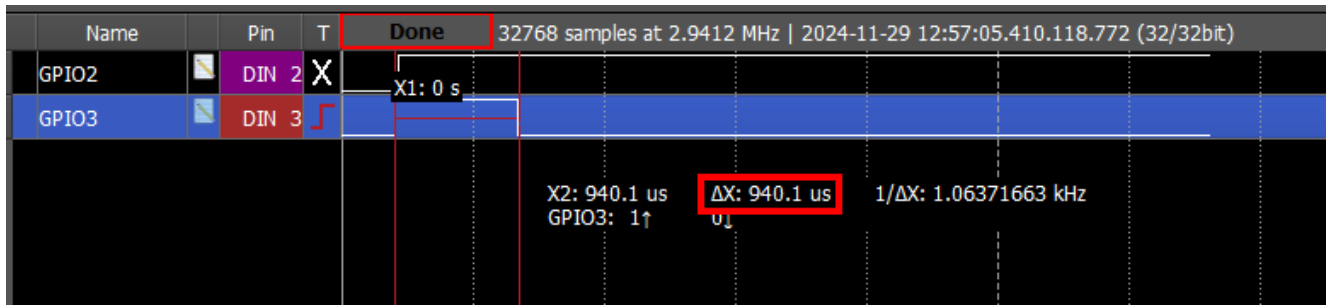 Name Pin T Done 32768 samples at 2.9412 MHz | 2024-11-29 12:57:05.410.118.772 (32/32bit)
GPIO2 DIN 2 X
X1: 0 s
GPIO3 DIN 3
X2: 940.1 us ΔX: 940.1 us 1/ΔX: 1.06371663 kHz
GPIO3: 1↑ 0↓